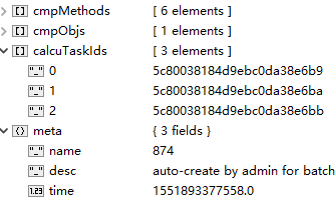 cmpMethods [ 6 elements ]
cmpObjs [ 1 elements ]
calcuTaskIds [ 3 elements ]
0 5c80038184d9ebc0da38e6b9
1 5c80038184d9ebc0da38e6ba
2 5c80038184d9ebc0da38e6bb
meta { 3 fields }
name 874
desc auto-create by admin for batch
time 1551893377558.0